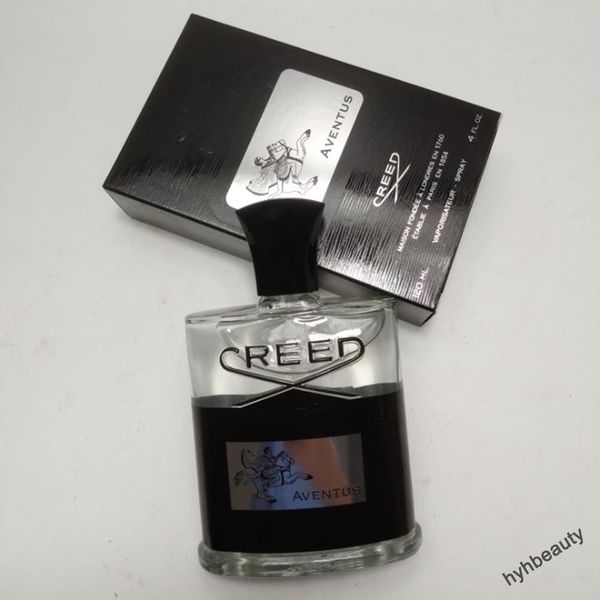 AVENTUS
CREED
MAISON FONDÉE À LONDRES EN 1760
ÉTABLIE À PARIS EN 1854
VAPORISATEUR - SPRAY
120 ML
4 FL.OZ.
CREED
AVENTUS
hyhbeauty